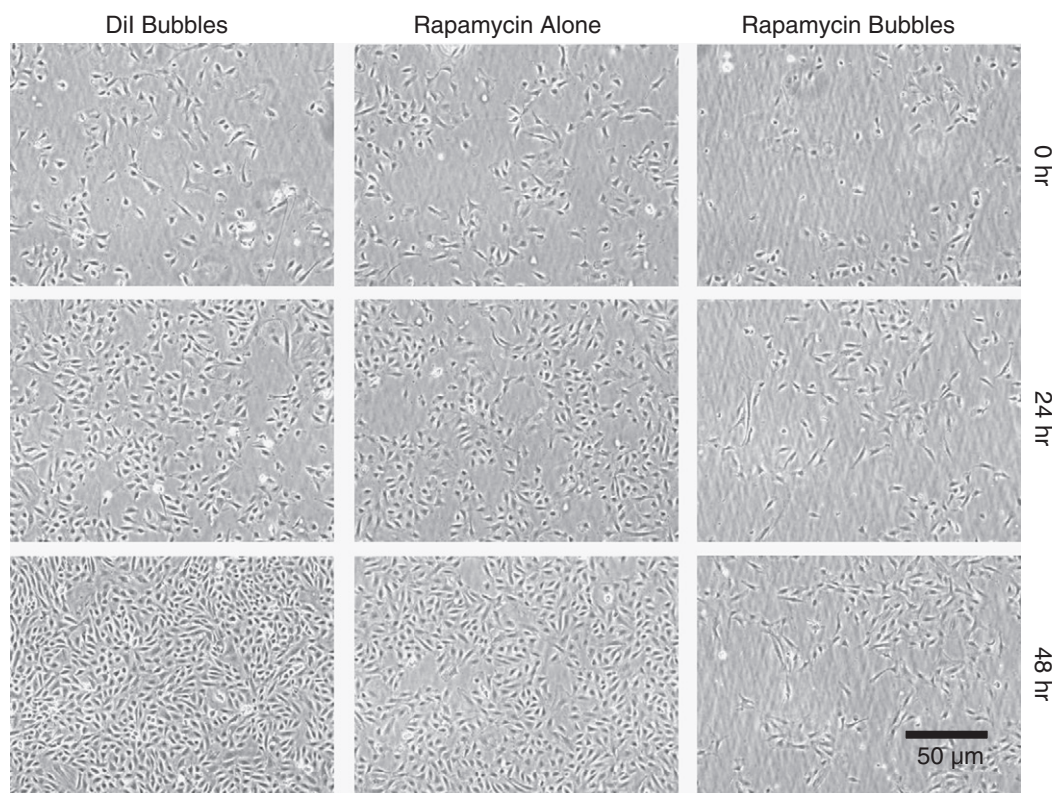 DiI Bubbles
Rapamycin Alone
Rapamycin Bubbles
0 hr
24 hr
48 hr
50 µm